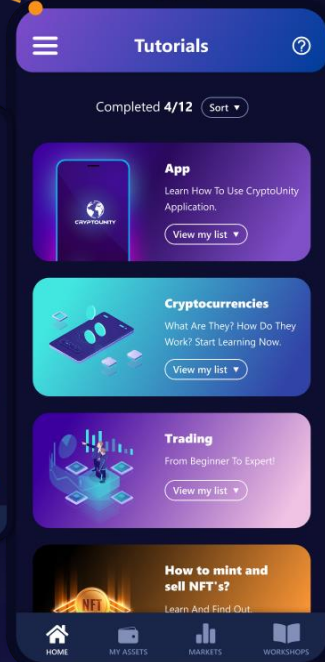 Tutorials
Completed 4/12 Sort ▼
CRYPTOUNITY
App
Learn How To Use CryptoUnity
Application.
View my list ▼
Cryptocurrencies
What Are They? How Do They
Work? Start Learning Now.
View my list ▼
Trading
From Beginner To Expert!
View my list ▼
NFT
How to mint and
sell NFT's?
Learn And Find Out.
HOME MY ASSETS MARKETS WORKSHOPS